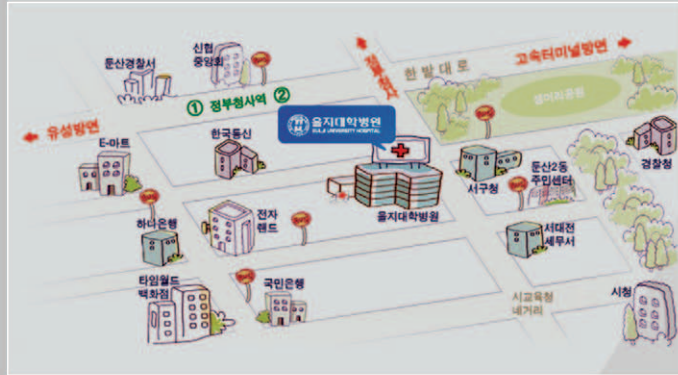 고속터미널방면
신협
중앙회
둔산경찰서
한밭대로
샘머리공원
① 정부청사역 ②
유성방면
을지대학병원
EULJI UNIVERSITY HOSPITAL
E-마트
한국통신
경찰청
서구청
둔산2동
주민센터
을지대학병원
하나은행
전자
랜드
서대전
세무서
타임월드
백화점
국민은행
시교육청
네거리
시청